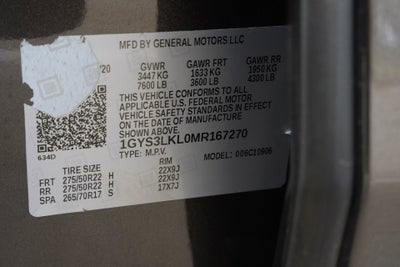 MFD BY GENERAL MOTORS LLC
/20 GVWR GAWR FRT GAWR RR
3447 KG 1633 KG 1950 KG
7600 LB 3600 LB 4300 LB
THIS VEHICLE CONFORMS TO ALL
APPLICABLE U.S. FEDERAL MOTOR
VEHICLE SAFETY STANDARDS IN EFFECT
ON THE DATE OF MANUFACTURE
SHOWN ABOVE.
634D
1GYS3LKL0MR167270
TYPE: M.P.V. MODEL: 006C10906
TIRE SIZE RIM
FRT 275/50R22 H 22X9J
RR 275/50R22 H 22X9J
SPA 265/70R17 S 17X7J